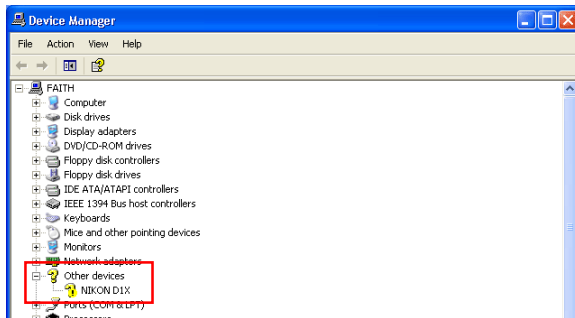 Device Manager
File Action View Help
FAITH
Computer
Disk drives
Display adapters
DVD/CD-ROM drives
Floppy disk controllers
Floppy disk drives
IDE ATA/ATAPI controllers
IEEE 1394 Bus host controllers
Keyboards
Mice and other pointing devices
Monitors
Network adapters
Other devices
NIKON D1X
Ports (COM & LPT)
Processors